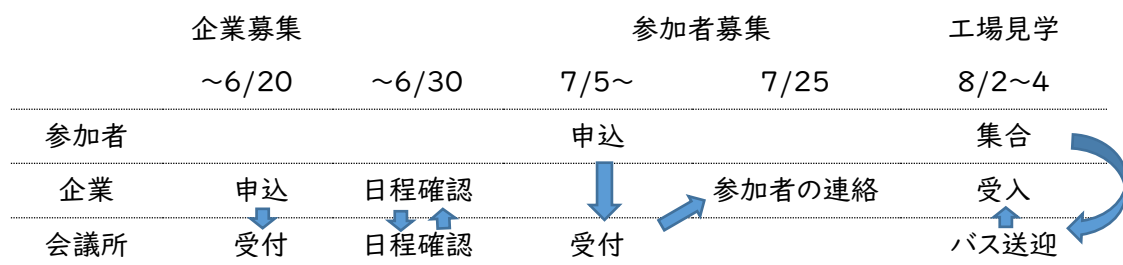 企業募集 参加者募集 工場見学
～6/20 ～6/30 7/5～ 7/25 8/2～4
参加者 申込 集合
企業 申込 日程確認 参加者の連絡 受入
会議所 受付 日程確認 受付 バス送迎